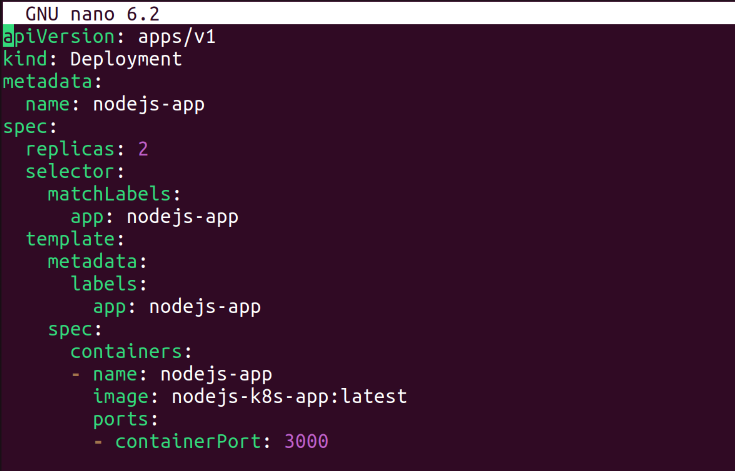 GNU nano 6.2
apiVersion: apps/v1
kind: Deployment
metadata:
  name: nodejs-app
spec:
  replicas: 2
  selector:
    matchLabels:
      app: nodejs-app
  template:
    metadata:
      labels:
        app: nodejs-app
    spec:
      containers:
      - name: nodejs-app
        image: nodejs-k8s-app:latest
        ports:
        - containerPort: 3000